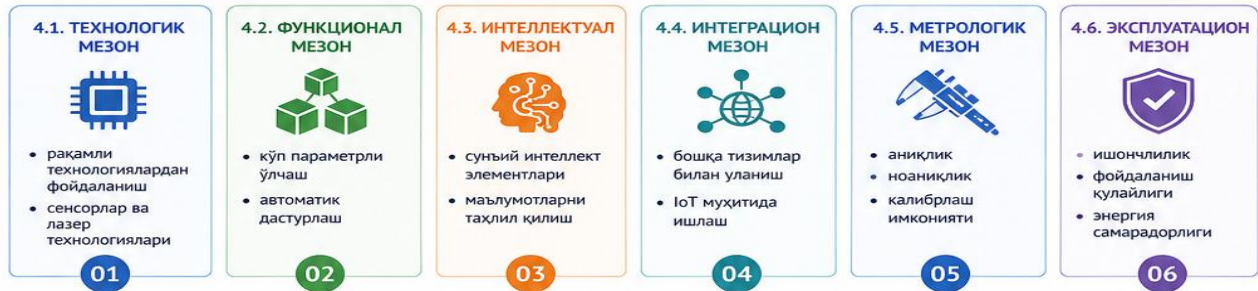 4.1. ТЕХНОЛОГИК
МЕЗОН
• рақамли
технологиялардан
фойдаланиш
• сенсорлар ва
лазер
технологиялари
01
4.2. ФУНКЦИОНАЛ
МЕЗОН
• кўп параметрли
ўлчаш
• автоматик
дастурлаш
02
4.3. ИНТЕЛЛЕКТУАЛ
МЕЗОН
• сунъий интеллект
элементлари
• маълумотларни
таҳлил қилиш
03
4.4. ИНТЕГРАЦИОН
МЕЗОН
• бошқа тизимлар
билан уланиш
• IoT муҳитида
ишлаш
04
4.5. МЕТРОЛОГИК
МЕЗОН
• аниқлик
• ноаниқлик
• калибрлаш
имконияти
05
4.6. ЭКСПЛУАТАЦИОН
МЕЗОН
• ишончлилик
• фойдаланиш
қулайлиги
• энергия
самарадорлиги
06